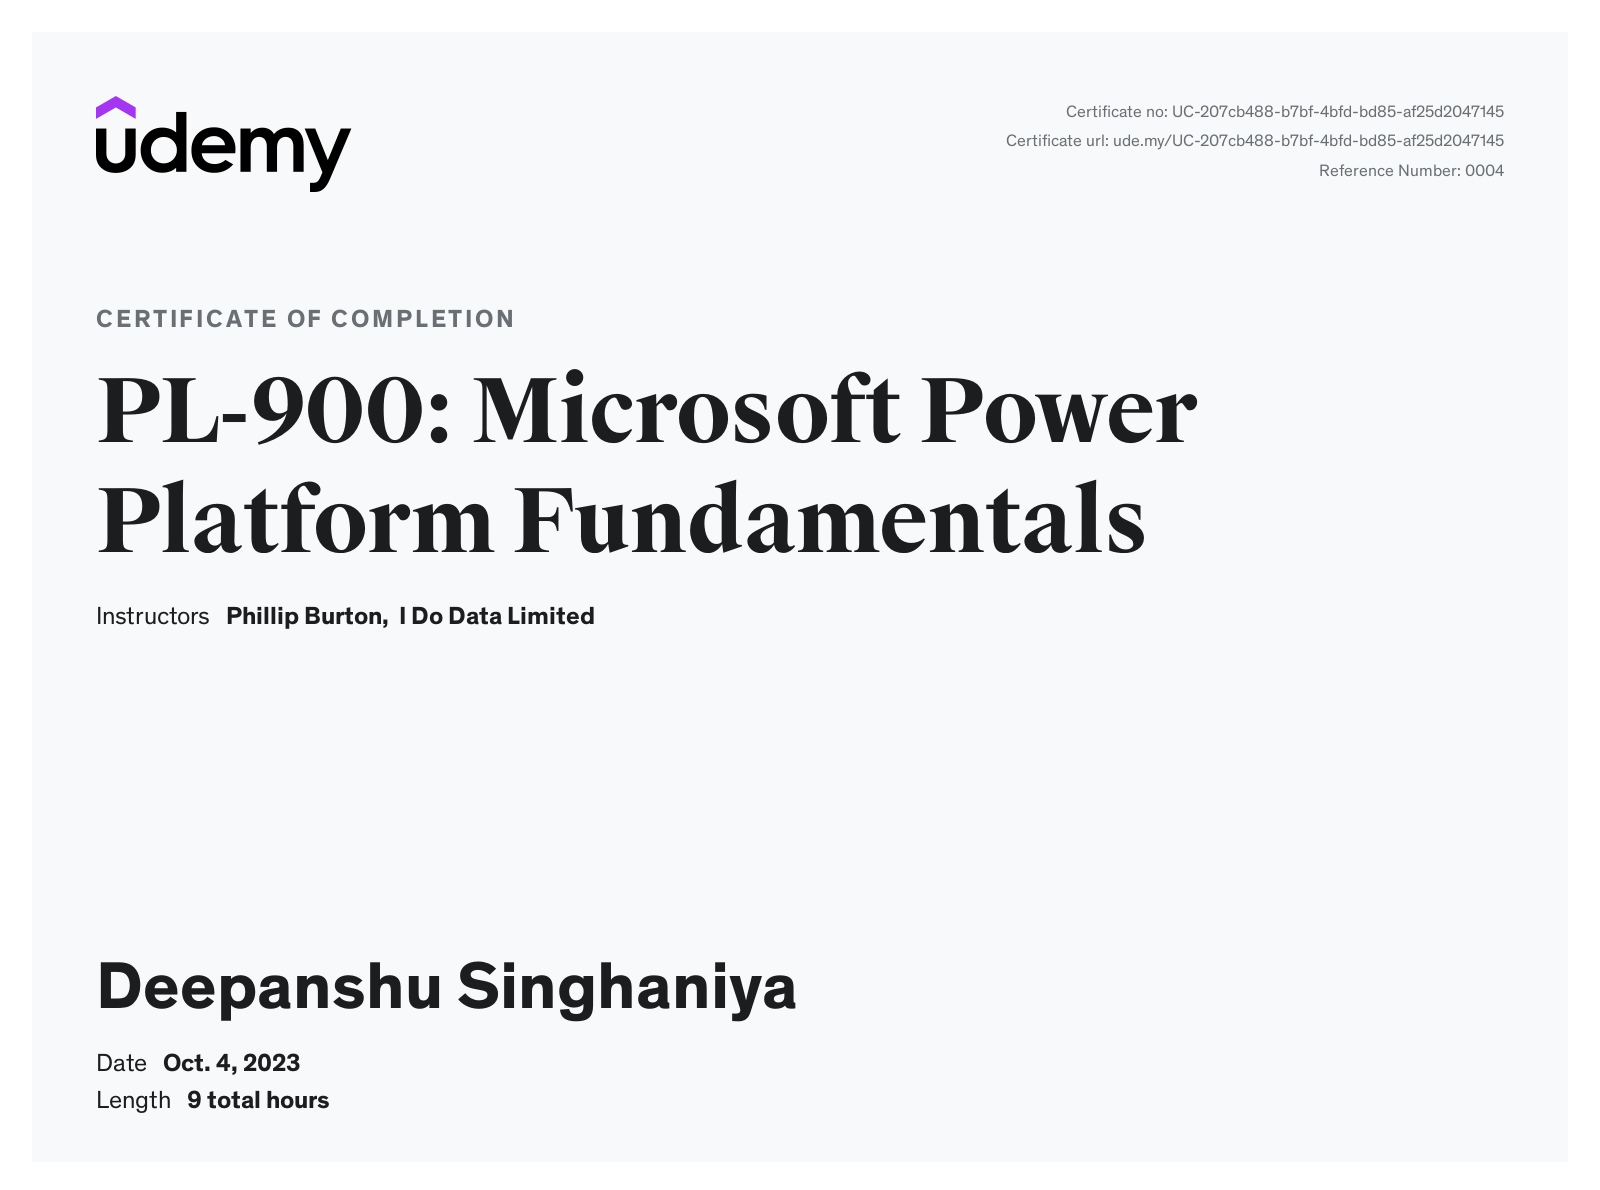 udemy
Certificate no: UC-207cb488-b7bf-4bfd-bd85-af25d2047145
Certificate url: ude.my/UC-207cb488-b7bf-4bfd-bd85-af25d2047145
Reference Number: 0004
CERTIFICATE OF COMPLETION
PL-900: Microsoft Power
Platform Fundamentals
Instructors Phillip Burton, I Do Data Limited
Deepanshu Singhaniya
Date Oct. 4, 2023
Length 9 total hours